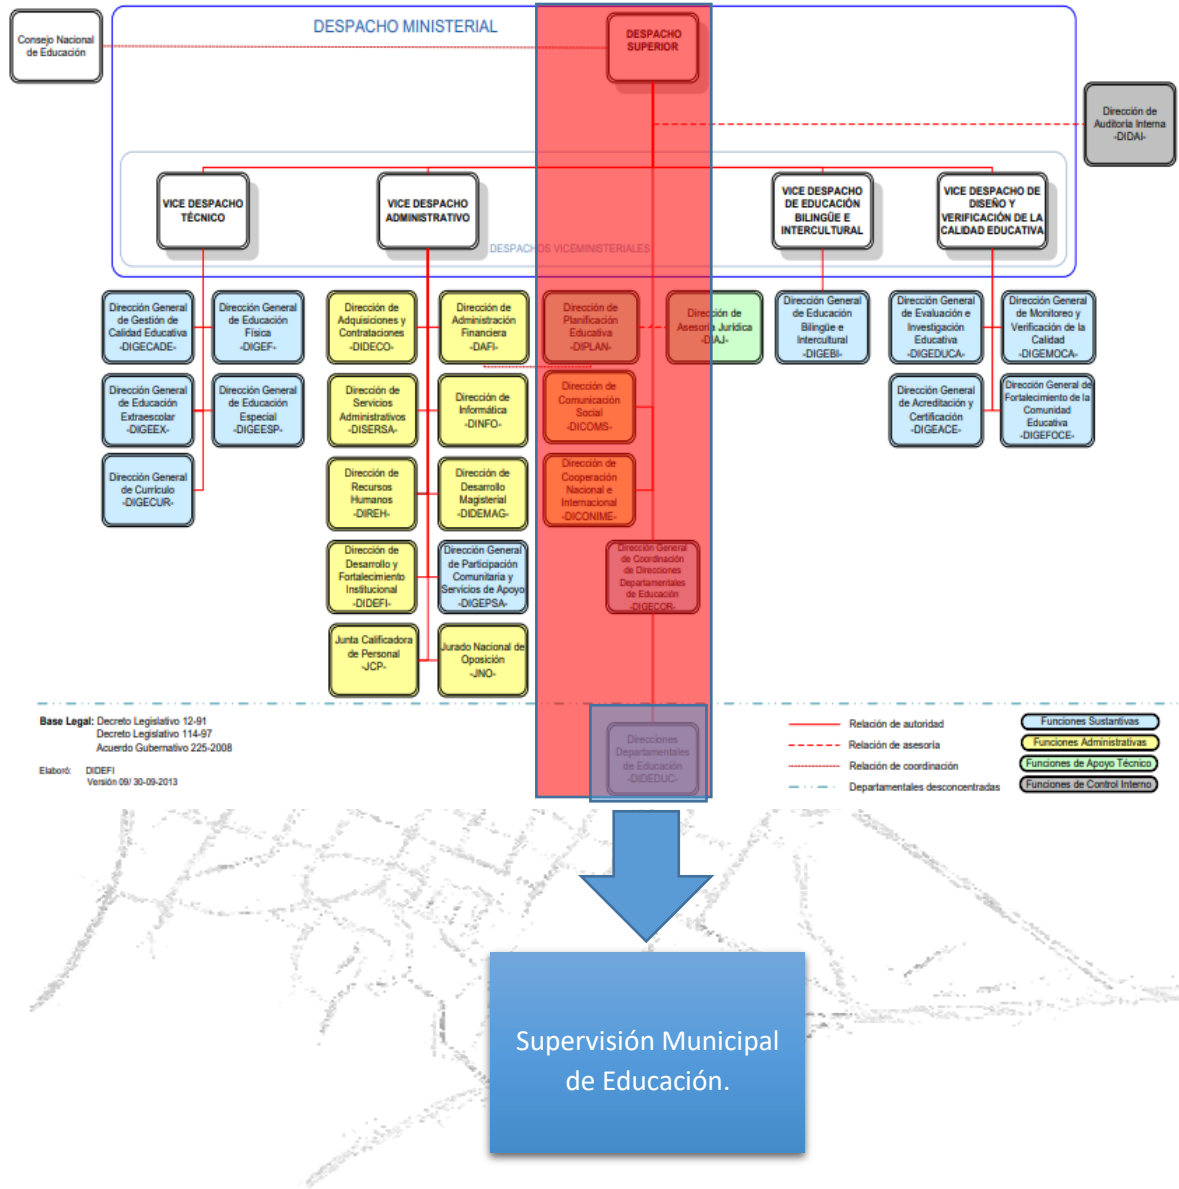 DESPACHO MINISTERIAL
Consejo Nacional
de Educación
DESPACHO
SUPERIOR
Dirección de
Auditoría Interna
-DIDAI-
VICE DESPACHO
TÉCNICO
VICE DESPACHO
ADMINISTRATIVO
VICE DESPACHO
DE EDUCACIÓN
BILINGÜE E
INTERCULTURAL
VICE DESPACHO DE
DISEÑO Y
VERIFICACIÓN DE LA
CALIDAD EDUCATIVA
DESPACHOS VICEMINISTERIALES
Dirección General
de Gestión de
Calidad Educativa
-DIGECADE-
Dirección General
de Educación
Física
-DIGEF-
Dirección de
Adquisiciones y
Contrataciones
-DIDECO-
Dirección de
Administración
Financiera
-DAFI-
Dirección de
Planificación
Educativa
-DIPLAN-
Dirección de
Asesoría Jurídica
-DIAJ-
Dirección General
de Educación
Bilingüe e
Intercultural
-DIGEBI-
Dirección General
de Evaluación e
Investigación
Educativa
-DIGEDUCA-
Dirección General
de Monitoreo y
Verificación de la
Calidad
-DIGEMOCA-
Dirección General
de Educación
Extraescolar
-DIGEEX-
Dirección General
de Educación
Especial
-DIGEESP-
Dirección de
Servicios
Administrativos
-DISERSA-
Dirección de
Informática
-DINFO-
Dirección de
Comunicación
Social
-DICOMS-
Dirección General
de Acreditación y
Certificación
-DIGEACE-
Dirección General de
Fortalecimiento de la
Comunidad
Educativa
-DIGEFOCE-
Dirección General
de Currículo
-DIGECUR-
Dirección de
Recursos
Humanos
-DIREH-
Dirección de
Desarrollo
Magisterial
-DIDEMAG-
Dirección de
Cooperación
Nacional e
Internacional
-DICONIME-
Dirección de
Desarrollo y
Fortalecimiento
Institucional
-DIDEFI-
Dirección General
de Participación
Comunitaria y
Servicios de Apoyo
-DIGEPSA-
Dirección General
de Coordinación
de Direcciones
Departamentales
de Educación
-DIGECOR-
Junta Calificadora
de Personal
-JCP-
Jurado Nacional de
Oposición
-JNO-
Base Legal: Decreto Legislativo 12-91
Decreto Legislativo 114-97
Acuerdo Gubernativo 225-2008
Elaboró: DIDEFI
Versión 09/ 30-09-2013
Direcciones
Departamentales
de Educación
-DIDEDUC-
Relación de autoridad
Relación de asesoría
Relación de coordinación
Departamentales desconcentradas
Funciones Sustantivas
Funciones Administrativas
Funciones de Apoyo Técnico
Funciones de Control Interno
Supervisión Municipal
de Educación.